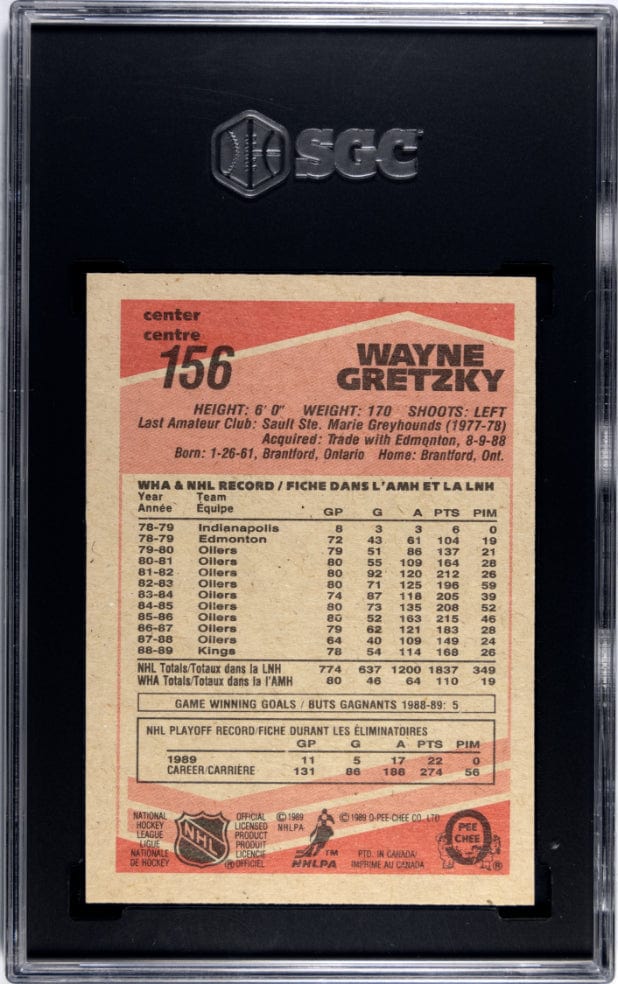 SGC
center
centre
156
WAYNE
GRETZKY
HEIGHT: 6' 0" WEIGHT: 170 SHOOTS: LEFT
Last Amateur Club: Sault Ste. Marie Greyhounds (1977-78)
Acquired: Trade with Edmonton, 8-9-88
Born: 1-26-61, Brantford, Ontario Home: Brantford, Ont.
WHA & NHL RECORD / FICHE DANS L'AMH ET LA LNH
Year Team
Année Équipe GP G A PTS PIM
78-79 Indianapolis 8 3 3 6 0
78-79 Edmonton 72 43 61 104 19
79-80 Oilers 79 51 86 137 21
80-81 Oilers 80 55 109 164 28
81-82 Oilers 80 92 120 212 26
82-83 Oilers 80 71 125 196 59
83-84 Oilers 74 87 118 205 39
84-85 Oilers 80 73 135 208 52
85-86 Oilers 80 52 163 215 46
86-87 Oilers 79 62 121 183 28
87-88 Oilers 64 40 109 149 24
88-89 Kings 78 54 114 168 26
NHL Totals/Totaux dans la LNH 774 637 1200 1837 349
WHA Totals/Totaux dans la l'AMH 80 46 64 110 19
GAME WINNING GOALS / BUTS GAGNANTS 1988-89: 5
NHL PLAYOFF RECORD/FICHE DURANT LES ÉLIMINATOIRES
GP G A PTS PIM
1989 11 5 17 22 0
CAREER/CARRIÈRE 131 86 188 274 56
NATIONAL
HOCKEY
LEAGUE
LIGUE
NATIONALE
DE HOCKEY
NHL
®
OFFICIAL
LICENSED
PRODUCT
PRODUIT
LICENCIÉ
OFFICIEL
© 1989
NHLPA
TM
NHLPA
© 1989 O-PEE-CHEE CO. LTD
PTD. IN CANADA/
IMPRIMÉ AU CANADA
PEE
CHEE
®